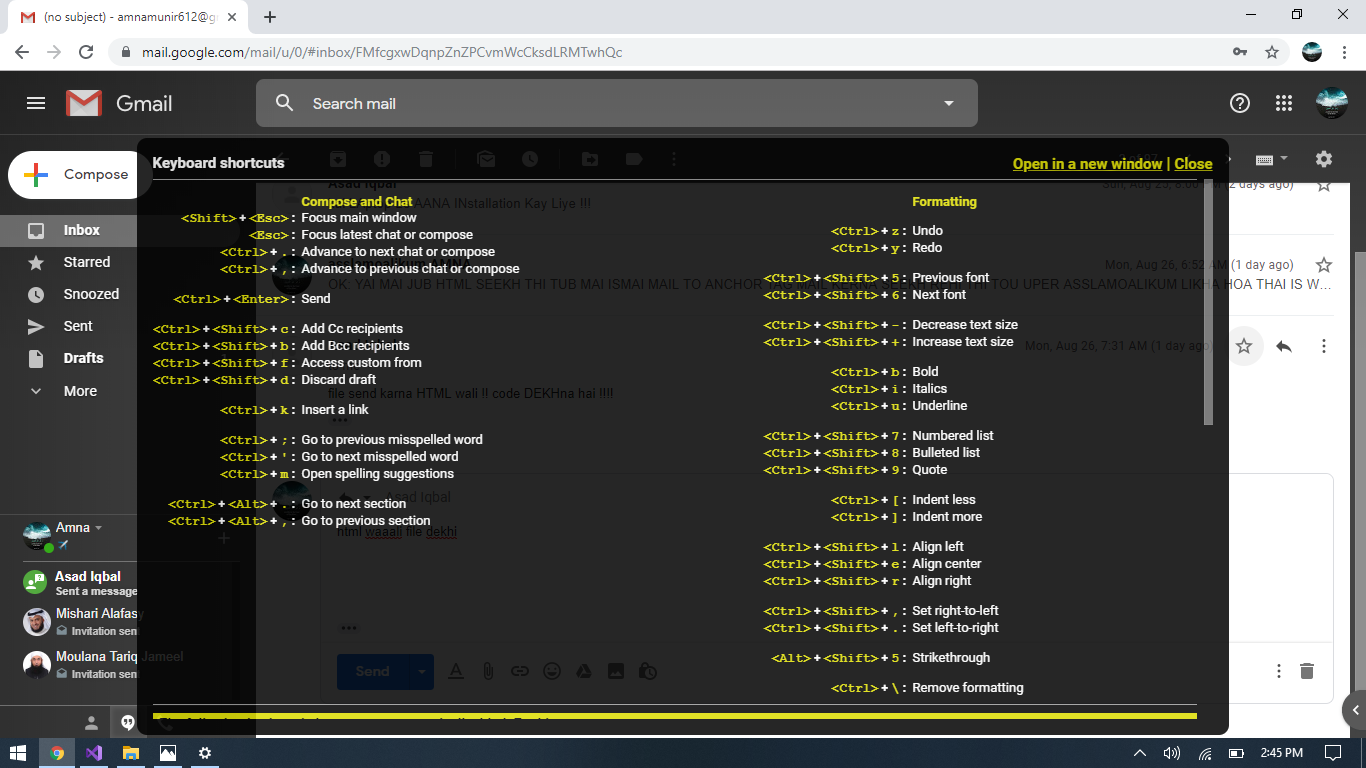 (no subject) - amnamunir612@g
mail.google.com/mail/u/0/#inbox/FMfcgxwDqnpZnZPCvmWcCksdLRMTwhQc
Gmail
Search mail
Compose
Inbox
Starred
Snoozed
Sent
Drafts
More
Keyboard shortcuts
Open in a new window | Close
Compose and Chat
<Shift>+<Esc>: Focus main window
<Esc>: Focus latest chat or compose
<Ctrl>+.: Advance to next chat or compose
<Ctrl>+,: Advance to previous chat or compose
<Ctrl>+<Enter>: Send
<Ctrl>+<Shift>+c: Add Cc recipients
<Ctrl>+<Shift>+b: Add Bcc recipients
<Ctrl>+<Shift>+f: Access custom from
<Ctrl>+<Shift>+d: Discard draft
<Ctrl>+k: Insert a link
<Ctrl>+;: Go to previous misspelled word
<Ctrl>+': Go to next misspelled word
<Ctrl>+m: Open spelling suggestions
<Ctrl>+<Alt>+.: Go to next section
<Ctrl>+<Alt>+,: Go to previous section
Formatting
<Ctrl>+z: Undo
<Ctrl>+y: Redo
<Ctrl>+<Shift>+5: Previous font
<Ctrl>+<Shift>+6: Next font
<Ctrl>+<Shift>+-: Decrease text size
<Ctrl>+<Shift>++: Increase text size
<Ctrl>+b: Bold
<Ctrl>+i: Italics
<Ctrl>+u: Underline
<Ctrl>+<Shift>+7: Numbered list
<Ctrl>+<Shift>+8: Bulleted list
<Ctrl>+<Shift>+9: Quote
<Ctrl>+[: Indent less
<Ctrl>+]: Indent more
<Ctrl>+<Shift>+l: Align left
<Ctrl>+<Shift>+e: Align center
<Ctrl>+<Shift>+r: Align right
<Ctrl>+<Shift>+,: Set right-to-left
<Ctrl>+<Shift>+.: Set left-to-right
<Alt>+<Shift>+5: Strikethrough
<Ctrl>+\: Remove formatting
Asad Iqbal
Sun, Aug 25, 8:00 PM (2 days ago)
INstallation Kay Liye !!!
asslamoalikum AMNA
Mon, Aug 26, 6:52 AM (1 day ago)
OK: YAI MAI JUB HTML SEEKH THI TUB MAI ISMAI MAIL TO ANCHOR TAG THI TOU UPER ASSLAMOALIKUM LIKHA HOA THAI IS W...
Mon, Aug 26, 7:31 AM (1 day ago)
file send karna HTML wali !! code DEKHna hai !!!!
Asad Iqbal
html waaali file dekhi
Send
Amna
Asad Iqbal
Sent a message
Mishari Alafasy
Invitation sen
Moulana Tariq Jameel
Invitation sen
2:45 PM